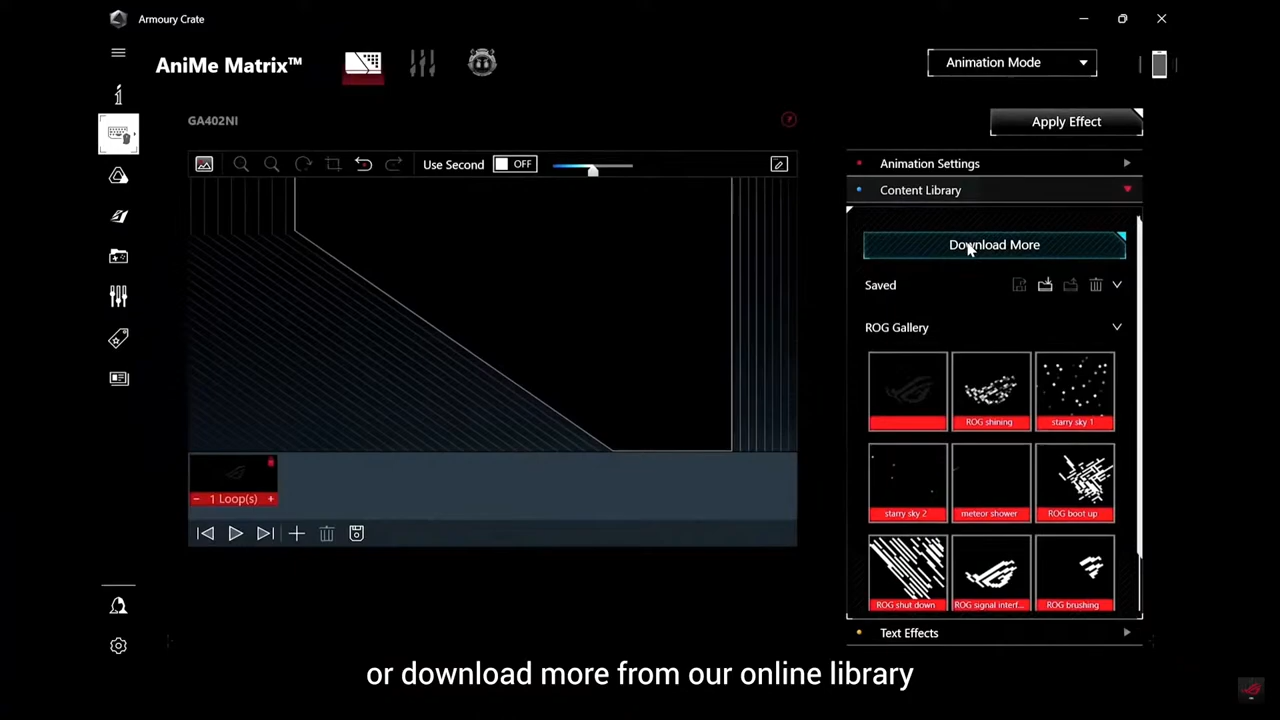 Armoury Crate
AniMe Matrix™
Animation Mode
GA402NI
Apply Effect
Use Second
OFF
Animation Settings
Content Library
Download More
Saved
ROG Gallery
ROG shining
starry sky 1
starry sky 2
meteor shower
ROG boot up
ROG shut down
ROG signal interf...
ROG brushing
1 Loop(s)
Text Effects
or download more from our online library